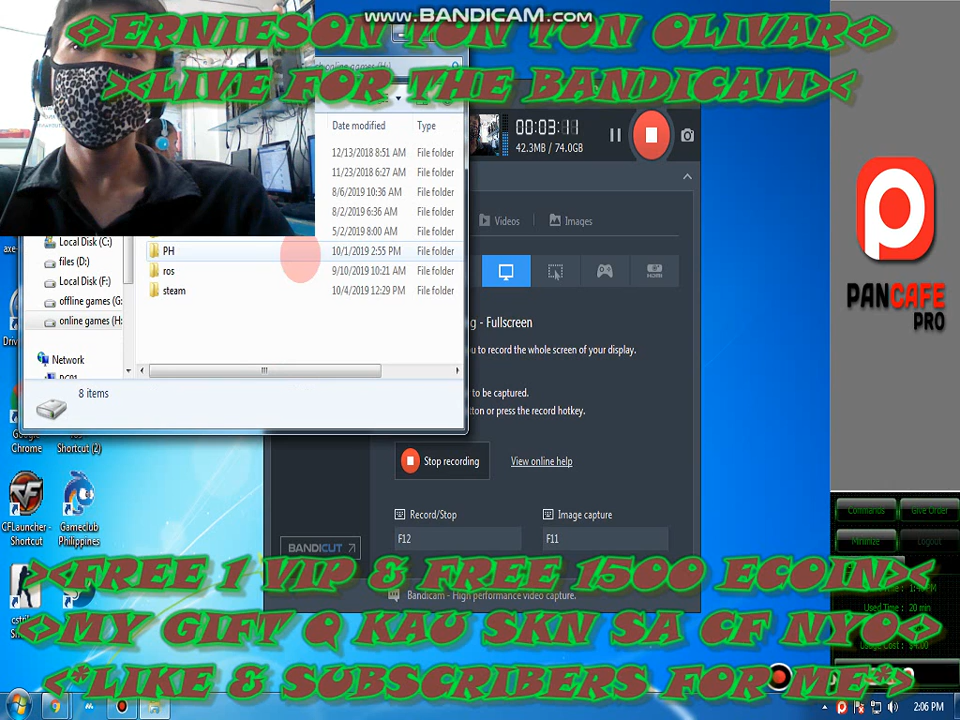 www.BANDICAM.com
<>ERNIESON TON TON OLIVAR<>
><LIVE FOR THE BANDICAM><
Date modified Type
00:03:11
42.3MB / 74.0GB
12/13/2018 8:51 AM File folder
11/23/2018 6:27 AM File folder
8/6/2019 10:36 AM File folder
8/2/2019 6:36 AM File folder
5/2/2019 8:00 AM File folder
Videos
Images
Local Disk (C:)
files (D:)
Local Disk (F:)
offline games (G:
online games (H:
Network
PH 10/1/2019 2:55 PM File folder
ros 9/10/2019 10:21 AM File folder
steam 10/4/2019 12:29 PM File folder
8 items
HDMI
g - Fullscreen
u to record the whole screen of your display.
to be captured.
tton or press the record hotkey.
Stop recording
View online help
Record/Stop
F12
Image capture
F11
BANDICUT
Bandicam - High performance video capture.
PANCAFE
PRO
Google
Chrome
ros
Shortcut (2)
CFLauncher -
Shortcut
Gameclub
Philippines
Commands
Give Order
Minimize
Logout
Used Time : 20 min
><FREE 1 VIP & FREE 1500 ECOIN><
<>MY GIFT Q KAU SKN SA CF NYO<>
<*LIKE & SUBSCRIBERS FOR ME*>
2:06 PM